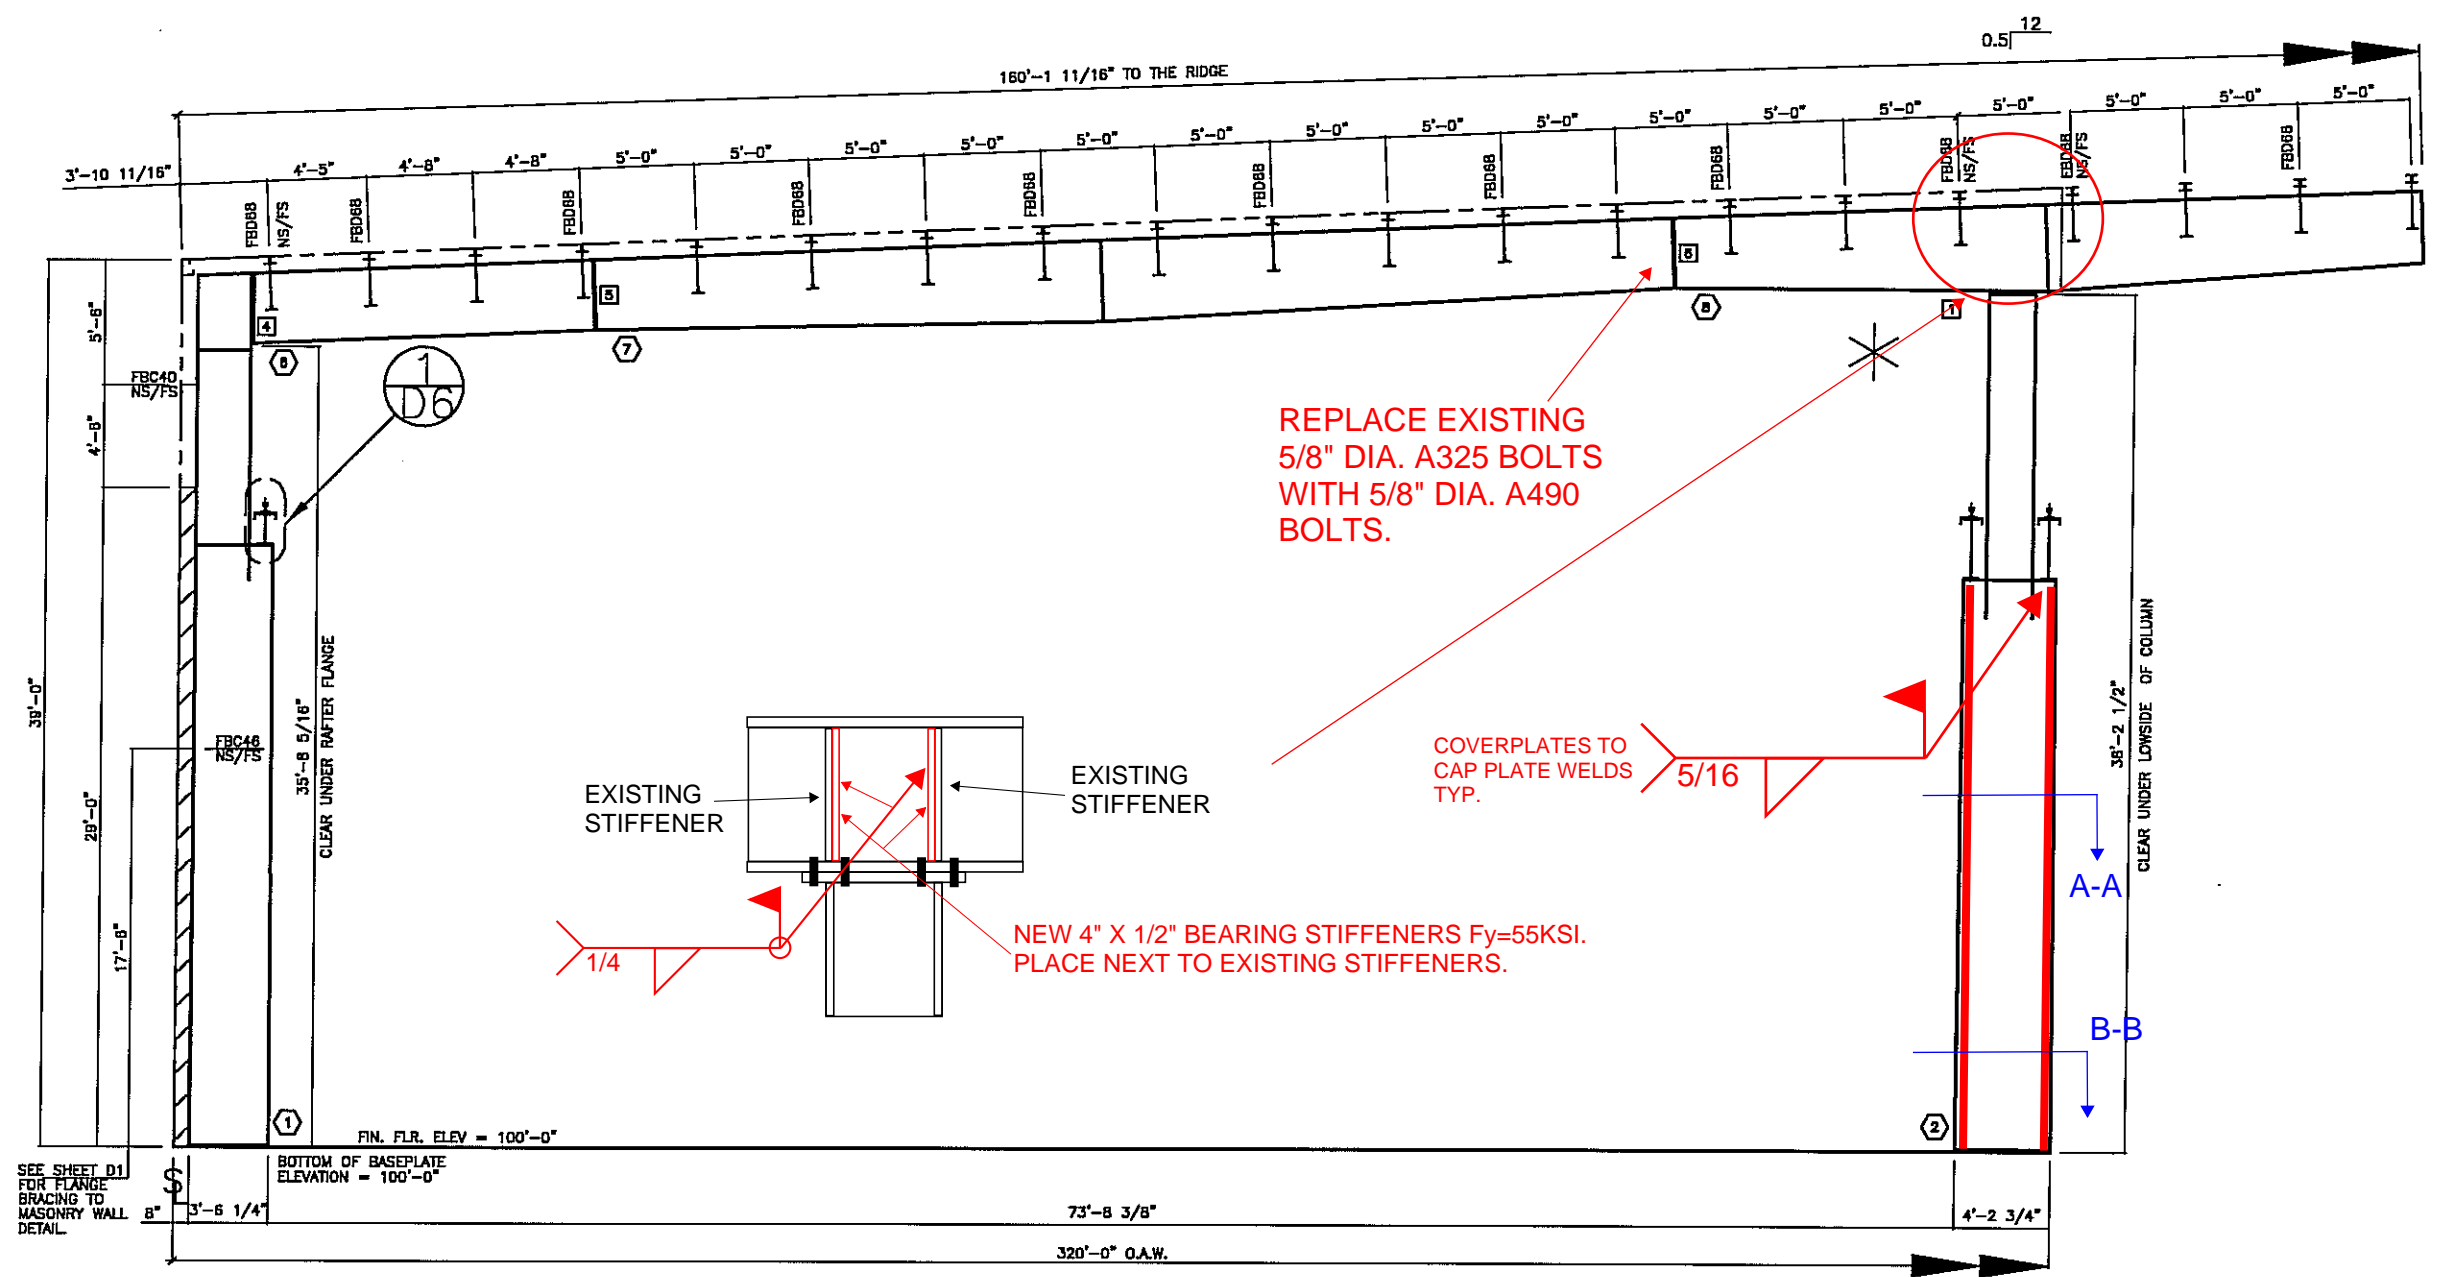 12
0.5
160'-1 11/16" TO THE RIDGE
5'-0" 5'-0" 5'-0" 5'-0" 5'-0" 5'-0" 5'-0" 5'-0" 5'-0" 5'-0" 5'-0" 5'-0" 5'-0" 5'-0" 5'-0" 5'-0"
3'-10 11/16" 4'-5" 4'-8" 4'-8"
FBD68
NS/FS
FBD68
FBD68
FBD68
FBD68
FBD68
FBD68
FBD68
FBD68
NS/FS
FBD68
NS/FS
FBD68
4
5
6
7
8
1
D6
5'-6"
FBC40
NS/FS
4'-6"
39'-0"
29'-0"
17'-8"
FBC46
NS/FS
35'-8 5/16"
CLEAR UNDER RAFTER FLANGE
REPLACE EXISTING
5/8" DIA. A325 BOLTS
WITH 5/8" DIA. A490
BOLTS.
EXISTING
STIFFENER
EXISTING
STIFFENER
1/4
NEW 4" X 1/2" BEARING STIFFENERS Fy=55KSI.
PLACE NEXT TO EXISTING STIFFENERS.
COVERPLATES TO
CAP PLATE WELDS
TYP.
5/16
38'-2 1/2"
CLEAR UNDER LOWSIDE OF COLUMN
A-A
B-B
1
2
FIN. FLR. ELEV = 100'-0"
BOTTOM OF BASEPLATE
ELEVATION = 100'-0"
SEE SHEET D1
FOR FLANGE
BRACING TO
MASONRY WALL
DETAIL
8" 3'-6 1/4" 73'-8 3/8" 4'-2 3/4"
320'-0" O.A.W.